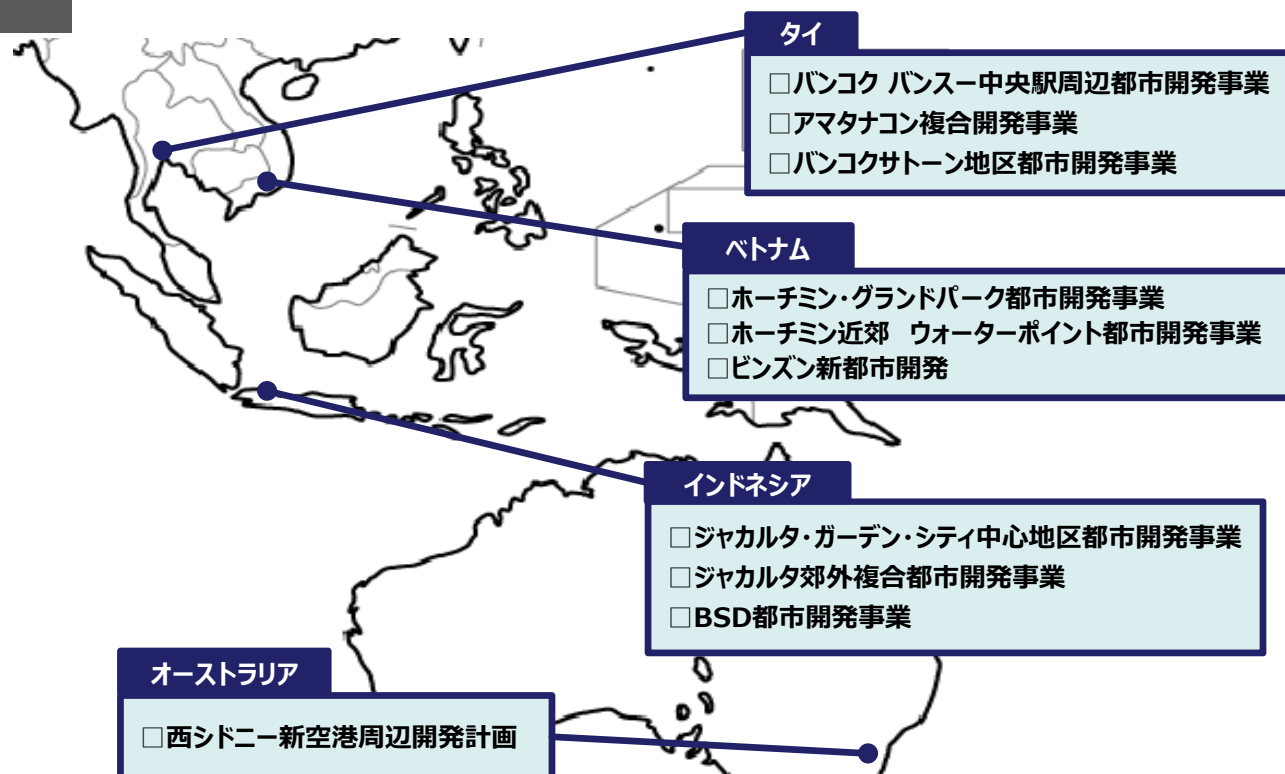 タイ
□バンコク バンスー中央駅周辺都市開発事業
□アマタナコン複合開発事業
□バンコクサトーン地区都市開発事業
ベトナム
□ホーチミン・グランドパーク都市開発事業
□ホーチミン近郊　ウォーターポイント都市開発事業
□ビンズン新都市開発
インドネシア
□ジャカルタ・ガーデン・シティ中心地区都市開発事業
□ジャカルタ郊外複合都市開発事業
□BSD都市開発事業
オーストラリア
□西シドニー新空港周辺開発計画